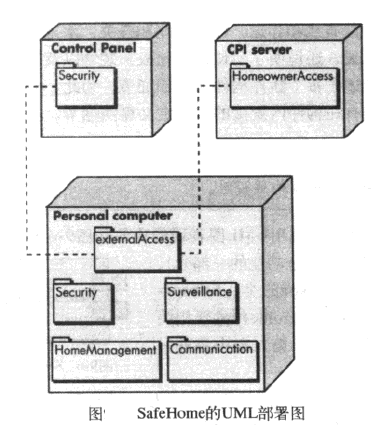 Control Panel
Security
CPI server
HomeownerAccess
Personal computer
externalAccess
Security
Surveillance
HomeManagement
Communication
图 SafeHome的UML部署图